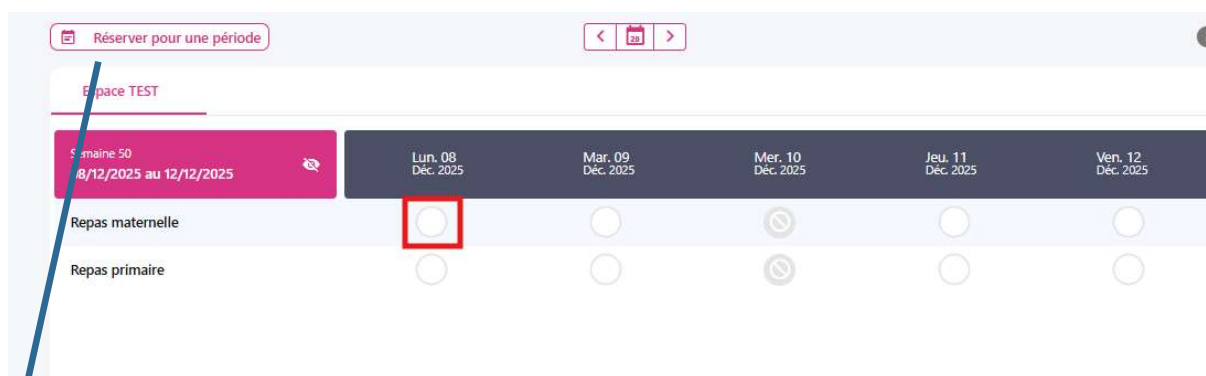 Réserver pour une période
20
Espace TEST
Semaine 50
08/12/2025 au 12/12/2025
Lun. 08
Déc. 2025
Mar. 09
Déc. 2025
Mer. 10
Déc. 2025
Jeu. 11
Déc. 2025
Ven. 12
Déc. 2025
Repas maternelle
Repas primaire